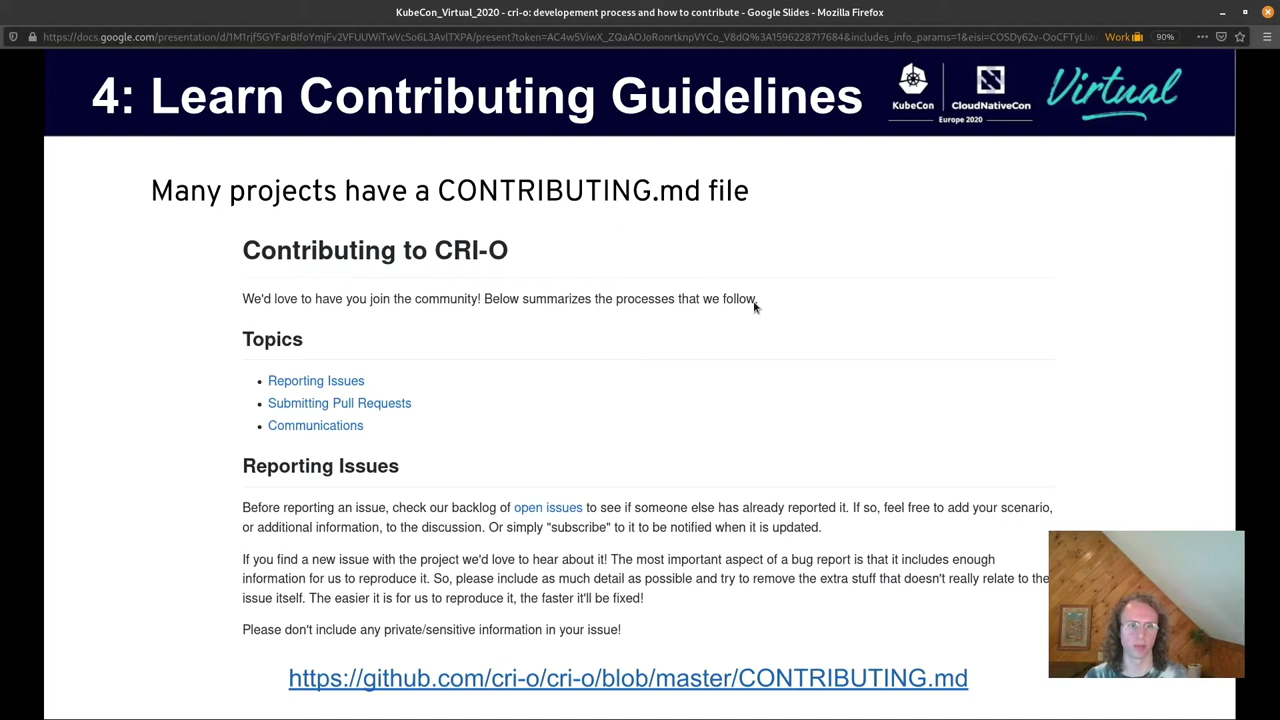 KubeCon_Virtual_2020 - cri-o: developement process and how to contribute - Google Slides - Mozilla Firefox
Work
90%
4: Learn Contributing Guidelines
KubeCon
CloudNativeCon
Europe 2020
Virtual
Many projects have a CONTRIBUTING.md file
Contributing to CRI-O
We'd love to have you join the community! Below summarizes the processes that we follow.
Topics
• Reporting Issues
• Submitting Pull Requests
• Communications
Reporting Issues
Before reporting an issue, check our backlog of open issues to see if someone else has already reported it. If so, feel free to add your scenario,
or additional information, to the discussion. Or simply "subscribe" to it to be notified when it is updated.
If you find a new issue with the project we'd love to hear about it! The most important aspect of a bug report is that it includes enough
information for us to reproduce it. So, please include as much detail as possible and try to remove the extra stuff that doesn't really relate to the
issue itself. The easier it is for us to reproduce it, the faster it'll be fixed!
Please don't include any private/sensitive information in your issue!
https://github.com/cri-o/cri-o/blob/master/CONTRIBUTING.md